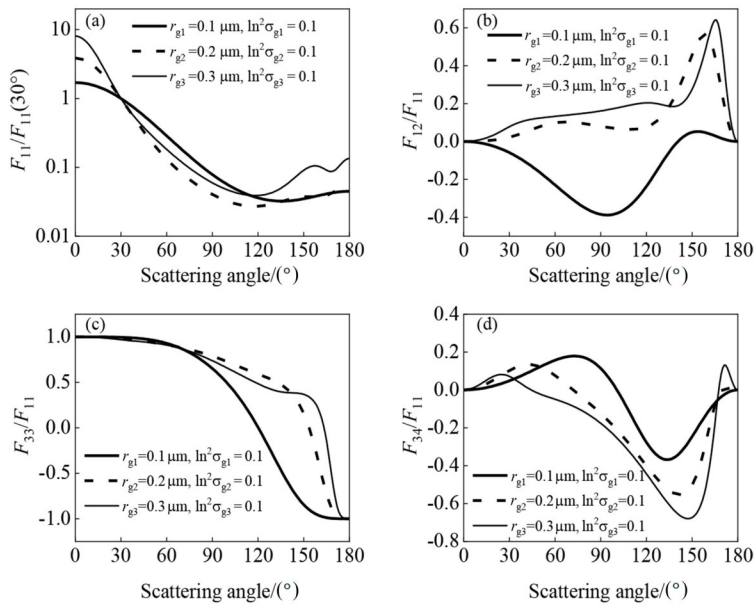 (a)
r_g1=0.1 μm, ln²σ_g1=0.1
r_g2=0.2 μm, ln²σ_g2=0.1
r_g3=0.3 μm, ln²σ_g3=0.1
F₁₁/F₁₁(30°)
10
1
0.1
0.01
0 30 60 90 120 150 180
Scattering angle/(°)
(b)
r_g1=0.1 μm, ln²σ_g1=0.1
r_g2=0.2 μm, ln²σ_g2=0.1
r_g3=0.3 μm, ln²σ_g3=0.1
F₁₂/F₁₁
0.6
0.4
0.2
0.0
-0.2
-0.4
0 30 60 90 120 150 180
Scattering angle/(°)
(c)
F₃₃/F₁₁
1.0
0.5
0.0
-0.5
-1.0
r_g1=0.1 μm, ln²σ_g1=0.1
r_g2=0.2 μm, ln²σ_g2=0.1
r_g3=0.3 μm, ln²σ_g3=0.1
0 30 60 90 120 150 180
Scattering angle/(°)
(d)
F₃₄/F₁₁
0.4
0.2
0.0
-0.2
-0.4
-0.6
-0.8
r_g1=0.1 μm, ln²σ_g1=0.1
r_g2=0.2 μm, ln²σ_g2=0.1
r_g3=0.3 μm, ln²σ_g3=0.1
0 30 60 90 120 150 180
Scattering angle/(°)